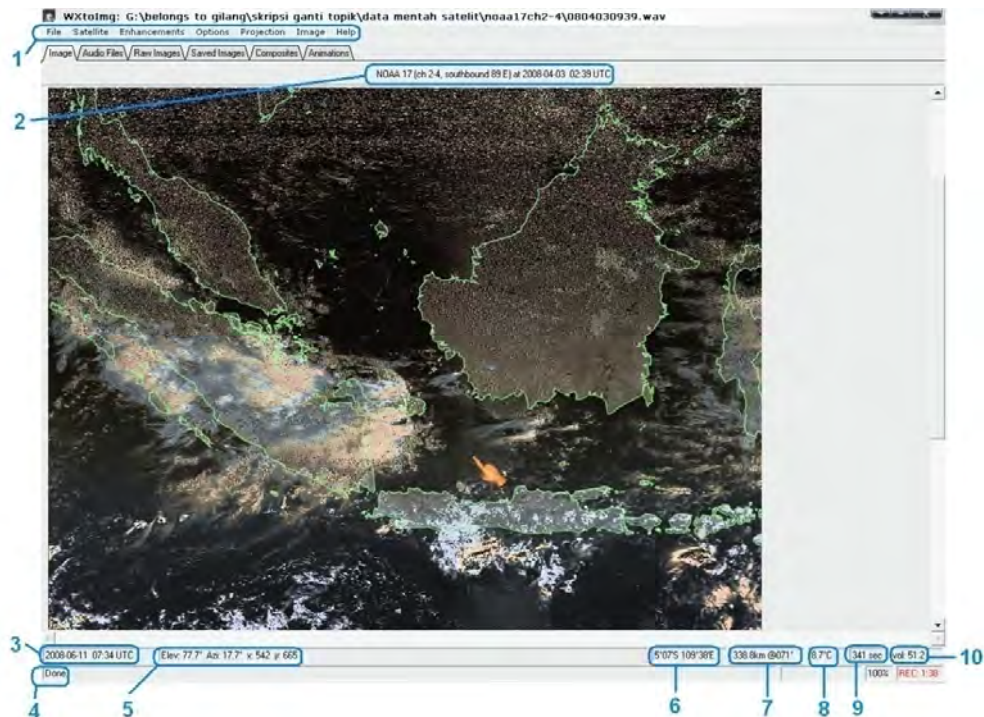 WXtoImg: G:\belongs to gilang\skripsi ganti topik\data mentah satelit\noaa17ch2-4\0804030939.wav
File Satellite Enhancements Options Projection Image Help
1
Image Audio Files Raw Images Saved Images Composites Animations
NOAA 17 (ch 2-4, southbound 89 E) at 2008-04-03 02:39 UTC
2
3
2008-06-11 07:34 UTC Elev: 77.7° Azi: 17.7° x: 542 y: 665 5°07'S 109°38'E 338.8km @071° 8.7°C 341 sec vol: 51.2
10
Done 100% REC: 1:38
4 5 6 7 8 9